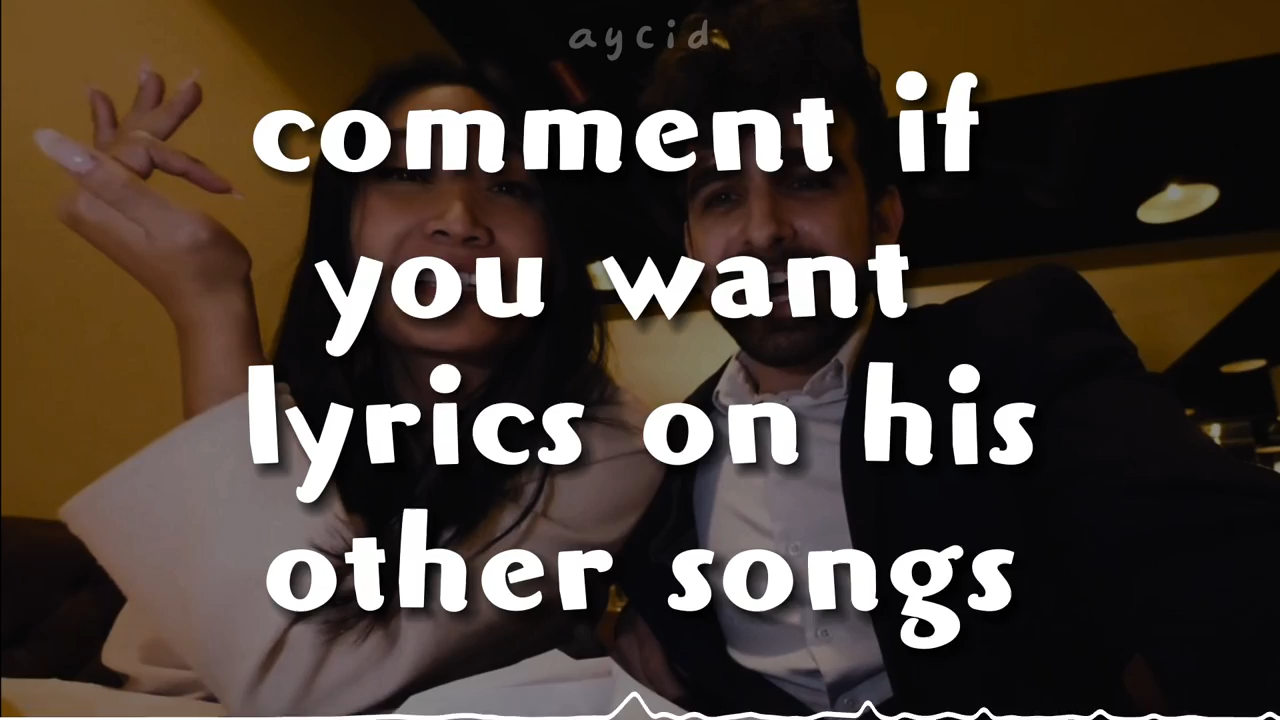 aycid
comment if
you want
lyrics on his
other songs